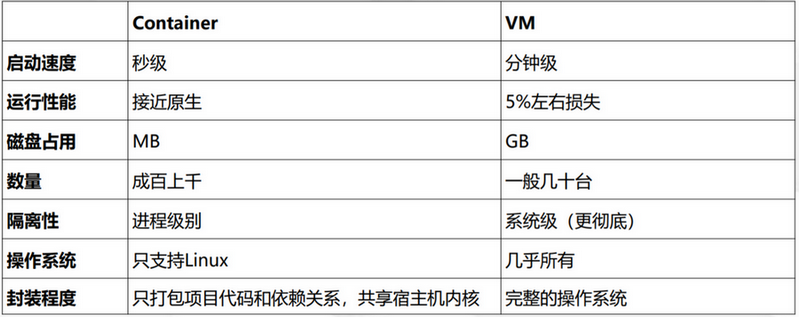 Container VM
启动速度 秒级 分钟级
运行性能 接近原生 5%左右损失
磁盘占用 MB GB
数量 成百上千 一般几十台
隔离性 进程级别 系统级（更彻底）
操作系统 只支持Linux 几乎所有
封装程度 只打包项目代码和依赖关系，共享宿主机内核 完整的操作系统